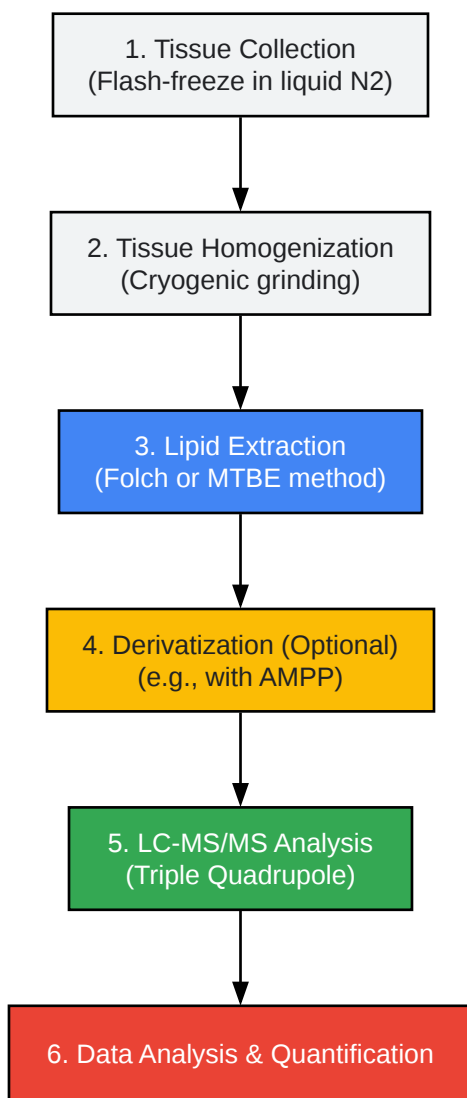 1. Tissue Collection
(Flash-freeze in liquid N2)
2. Tissue Homogenization
(Cryogenic grinding)
3. Lipid Extraction
(Folch or MTBE method)
4. Derivatization (Optional)
(e.g., with AMPP)
5. LC-MS/MS Analysis
(Triple Quadrupole)
6. Data Analysis & Quantification